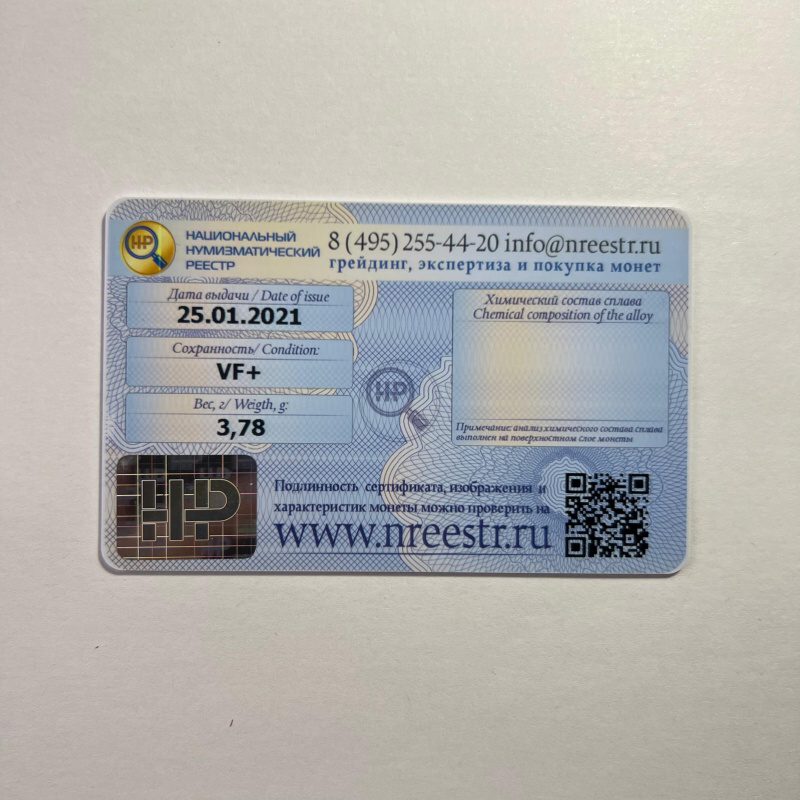 НР
НАЦИОНАЛЬНЫЙ
НУМИЗМАТИЧЕСКИЙ
РЕЕСТР
8 (495) 255-44-20 info@nreestr.ru
грейдинг, экспертиза и покупка монет
Дата выдачи / Date of issue
25.01.2021
Сохранность/ Condition:
VF+
Вес, г/ Weigth, g:
3,78
Химический состав сплава
Chemical composition of the alloy
Примечание: анализ химического состава сплава
выполнен на поверхностном слое монеты
НР
НР
Подлинность сертификата, изображения и
характеристик монеты можно проверить на
www.nreestr.ru